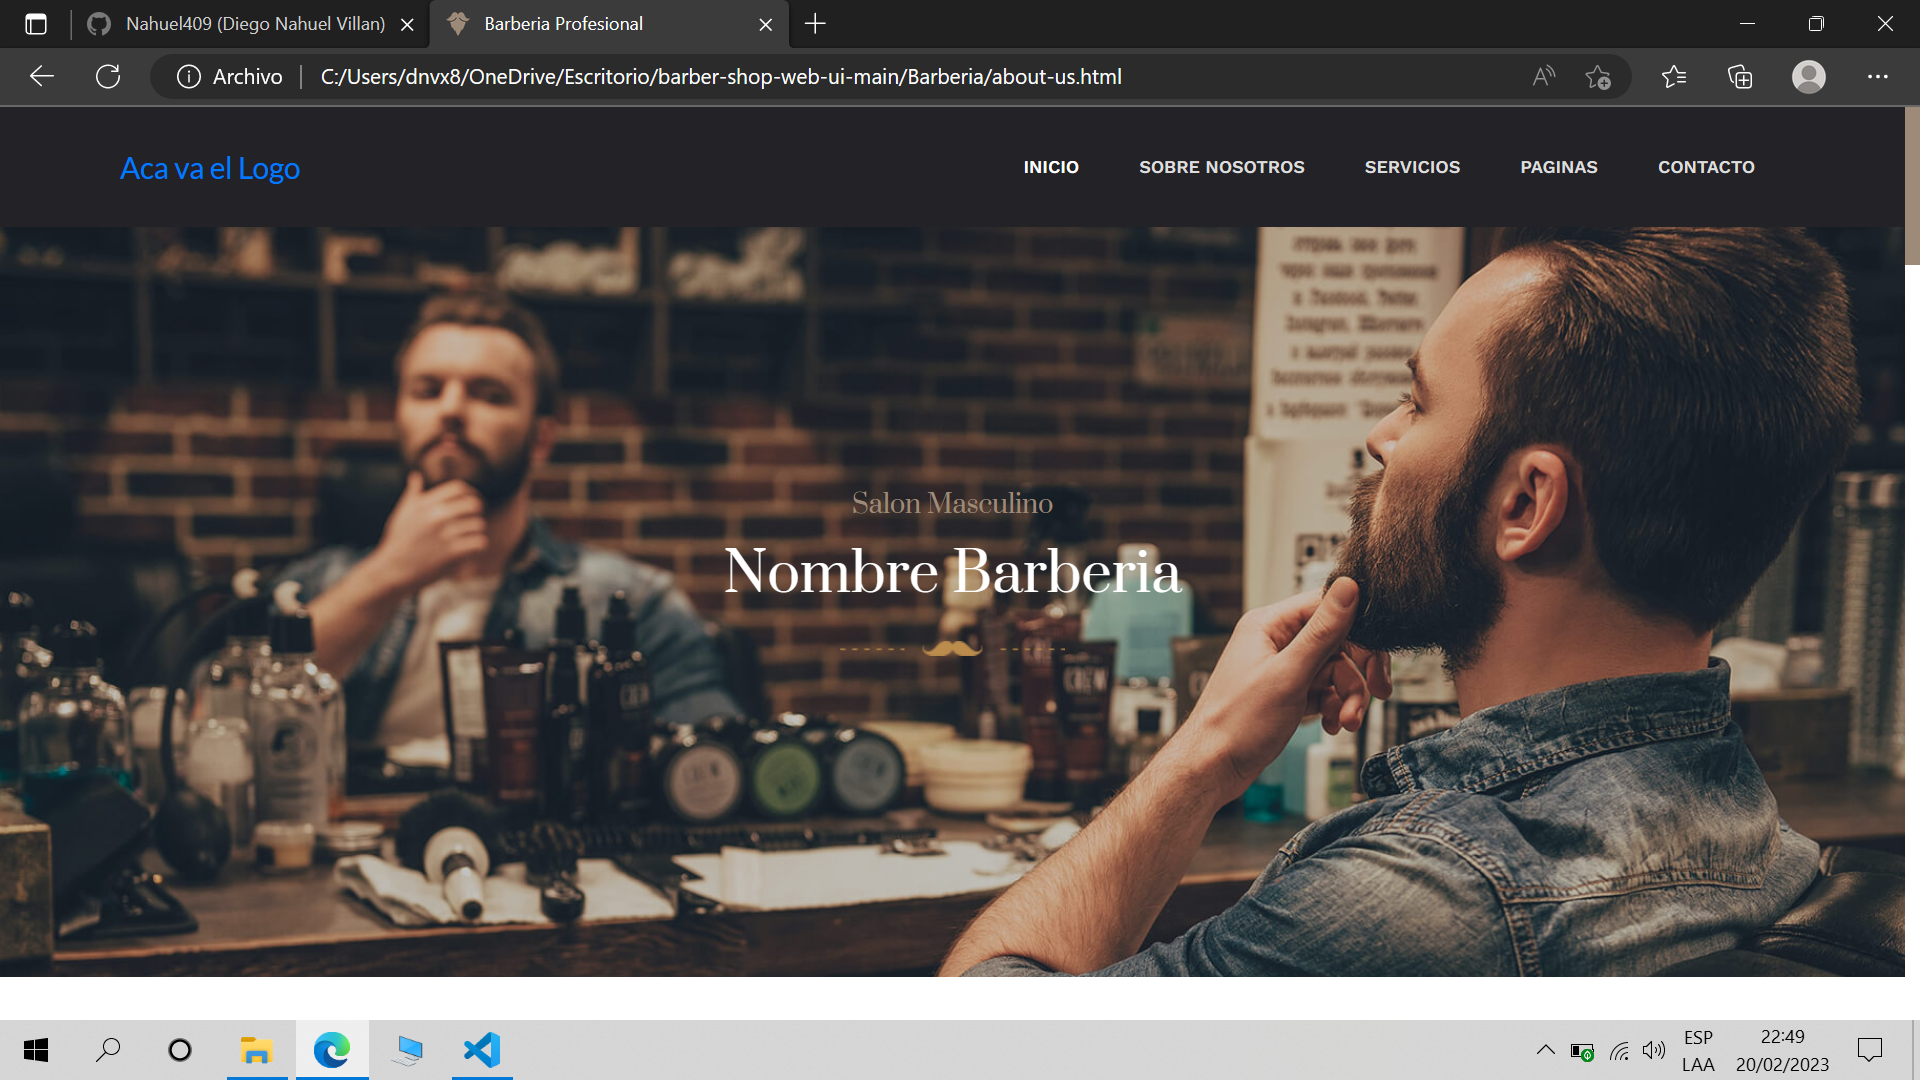 Nahuel409 (Diego Nahuel Villan)
Barberia Profesional
Archivo
C:/Users/dnvx8/OneDrive/Escritorio/barber-shop-web-ui-main/Barberia/about-us.html
Aca va el Logo
INICIO
SOBRE NOSOTROS
SERVICIOS
PAGINAS
CONTACTO
Salon Masculino
Nombre Barberia
ESP
LAA
22:49
20/02/2023